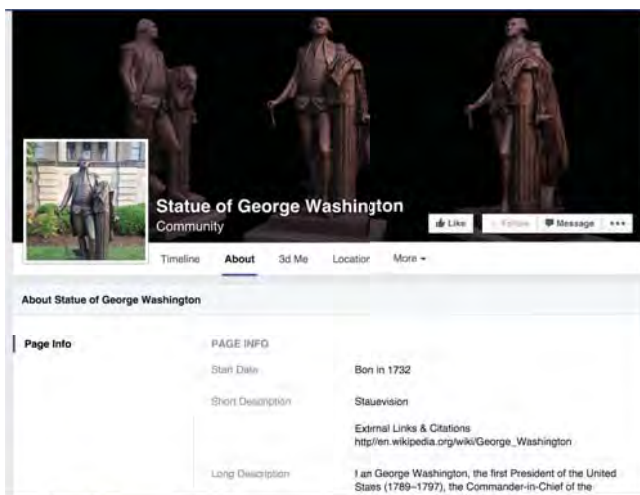 Statue of George Washington
Community
Like
Follow
Message
Timeline About 3d Me Location More
About Statue of George Washington
Page Info
PAGE INFO
Start Date Bon in 1732
Short Description Stauevision
External Links & Citations
http//en.wikipedia.org/wiki/George_Washington
Long Description I am George Washington, the first President of the United
States (1789–1797), the Commander-in-Chief of the